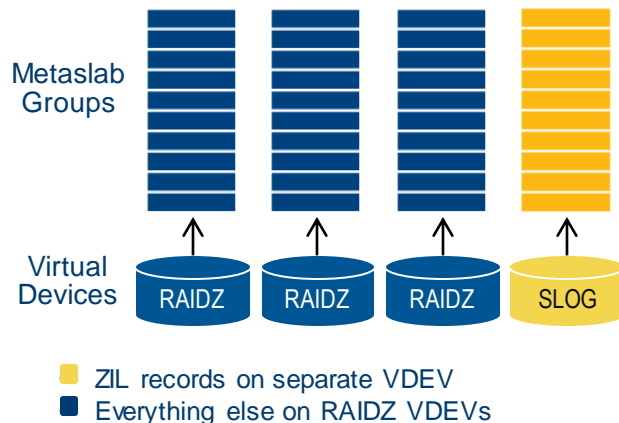 Metaslab
Groups
Virtual
Devices
RAIDZ
RAIDZ
RAIDZ
SLOG
ZIL records on separate VDEV
Everything else on RAIDZ VDEVs